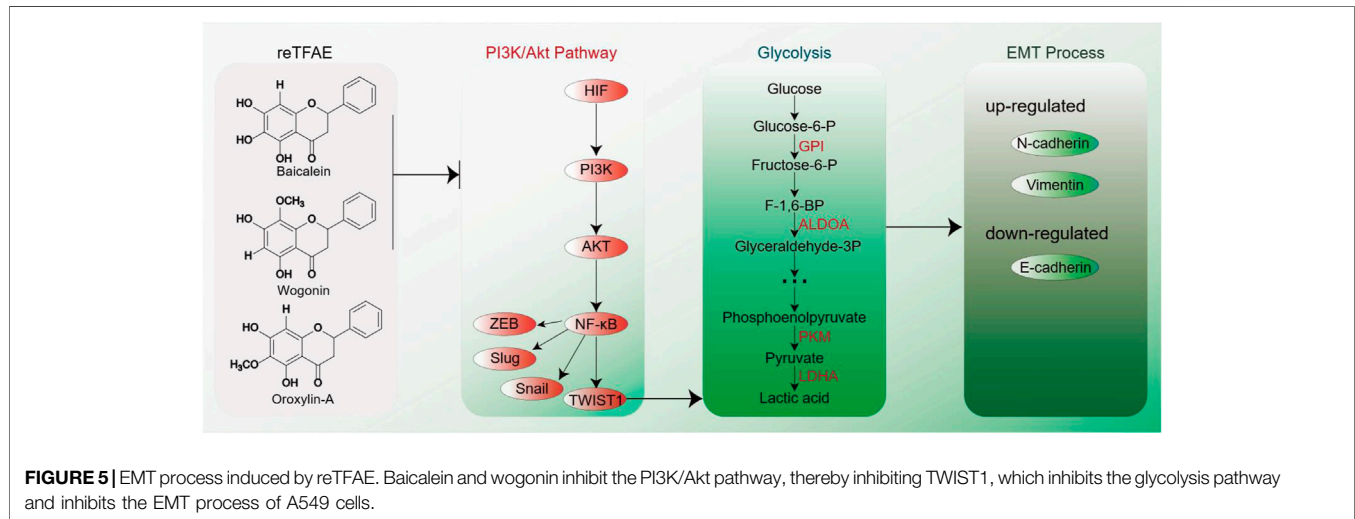 reTFAE
H
HO
HO
O
OH
O
Baicalein
OCH3
HO
O
H
OH
O
Wogonin
H
HO
O
H3CO
OH
O
Oroxylin-A
PI3K/Akt Pathway
HIF
PI3K
AKT
ZEB
NF-κB
Slug
Snail
TWIST1
Glycolysis
Glucose
Glucose-6-P
GPI
Fructose-6-P
F-1,6-BP
ALDOA
Glyceraldehyde-3P
...
Phosphoenolpyruvate
PKM
Pyruvate
LDHA
Lactic acid
EMT Process
up-regulated
N-cadherin
Vimentin
down-regulated
E-cadherin
FIGURE 5 | EMT process induced by reTFAE. Baicalein and wogonin inhibit the PI3K/Akt pathway, thereby inhibiting TWIST1, which inhibits the glycolysis pathway
and inhibits the EMT process of A549 cells.